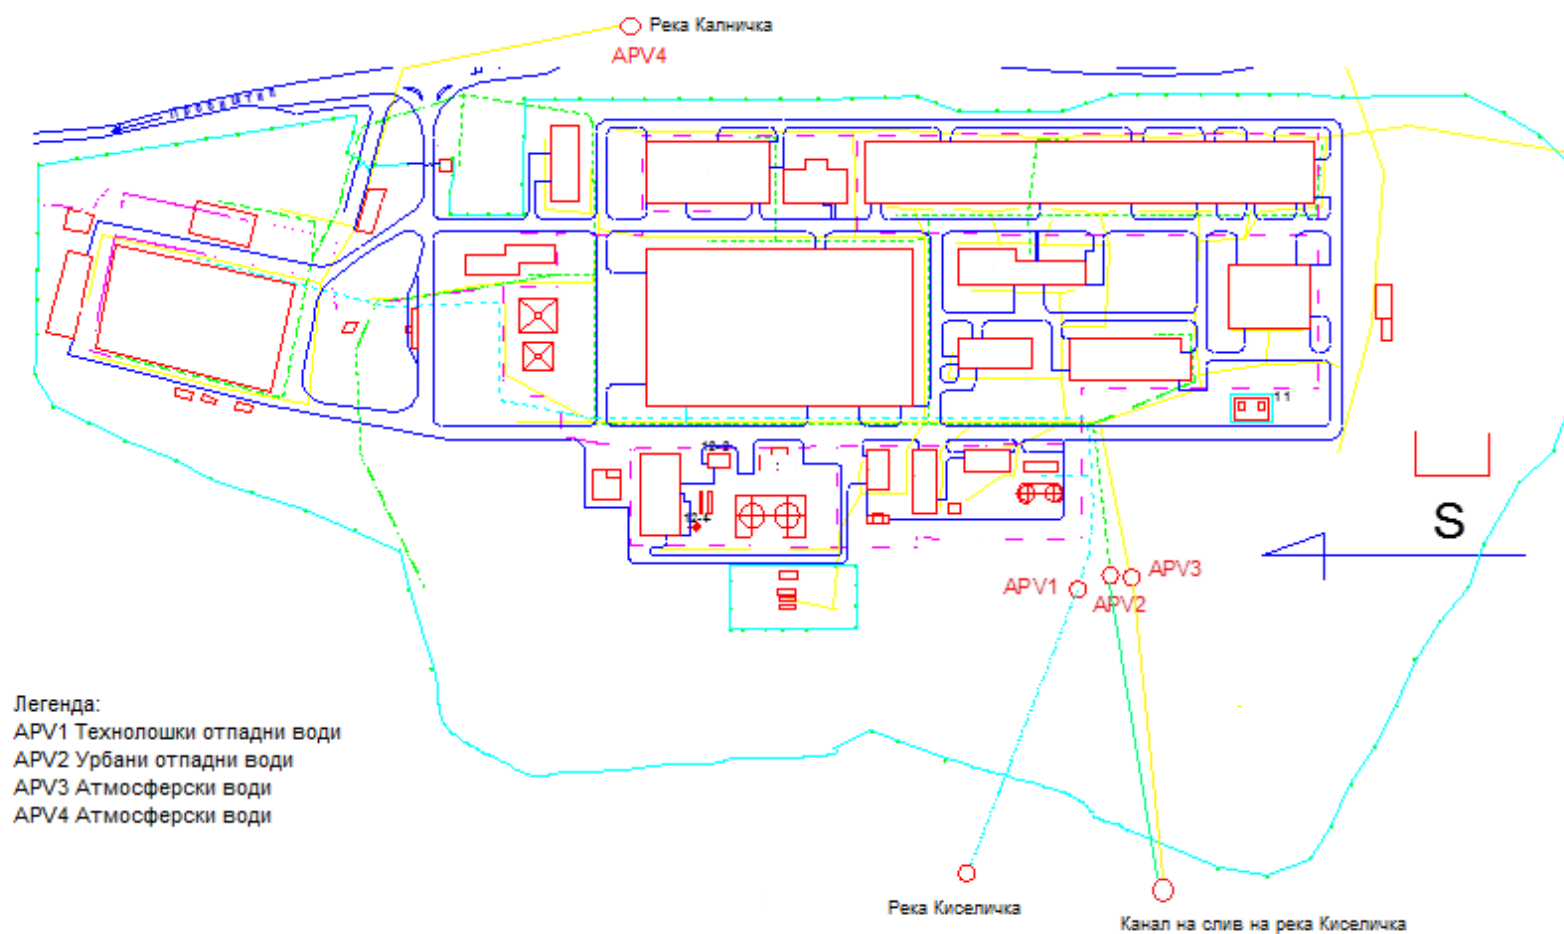 Река Калничка
APV4
11
S
APV1
APV2
APV3
Легенда:
APV1 Технолошки отпадни води
APV2 Урбани отпадни води
APV3 Атмосферски води
APV4 Атмосферски води
Река Киселичка
Канал на слив на река Киселичка